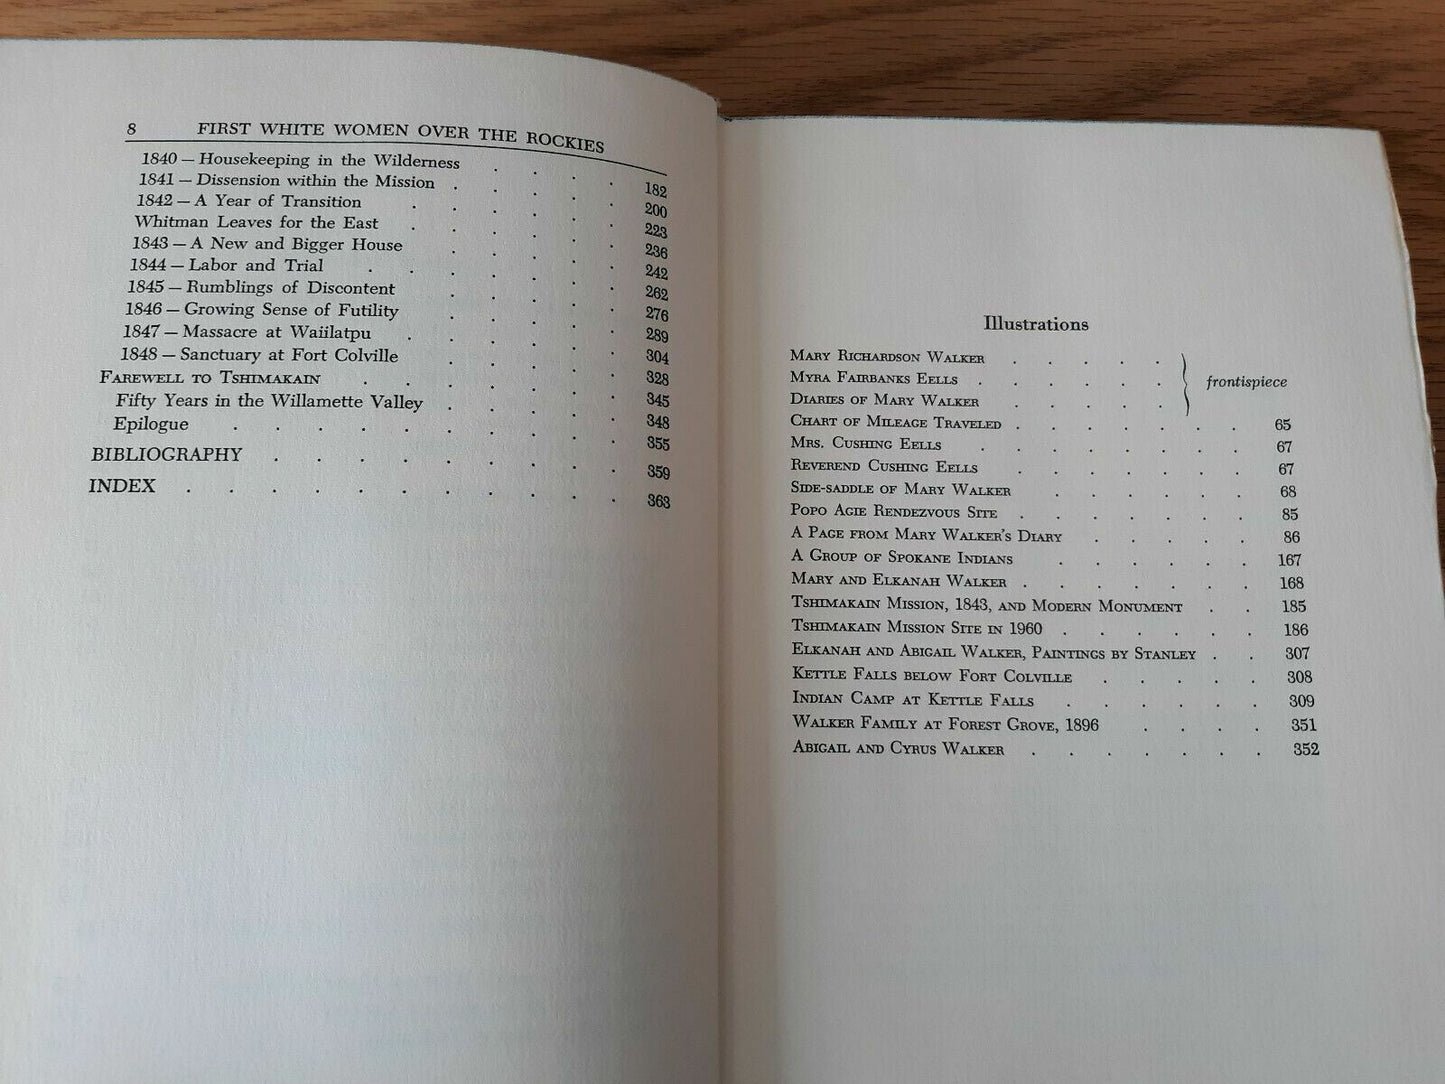 8 FIRST WHITE WOMEN OVER THE ROCKIES
1840 — Housekeeping in the Wilderness . . . . 182
1841 — Dissension within the Mission . . . . . 200
1842 — A Year of Transition . . . . . . 223
Whitman Leaves for the East . . . . . . 236
1843 — A New and Bigger House . . . . . 242
1844 — Labor and Trial . . . . . . . 262
1845 — Rumblings of Discontent . . . . . 276
1846 — Growing Sense of Futility . . . . . 289
1847 — Massacre at Waiilatpu . . . . . . 304
1848 — Sanctuary at Fort Colville . . . . . 328
FAREWELL TO TSHIMAKAIN . . . . . . . 345
Fifty Years in the Willamette Valley . . . . . 348
Epilogue . . . . . . . . . . 355
BIBLIOGRAPHY . . . . . . . . . 359
INDEX . . . . . . . . . . . 363
Illustrations
MARY RICHARDSON WALKER . . . . .
MYRA FAIRBANKS EELLS . . . . . } frontispiece
DIARIES OF MARY WALKER . . . .
CHART OF MILEAGE TRAVELED . . . . . . 65
MRS. CUSHING EELLS . . . . . . . 67
REVEREND CUSHING EELLS . . . . . . 67
SIDE-SADDLE OF MARY WALKER . . . . . 68
POPO AGIE RENDEZVOUS SITE . . . . . . 85
A PAGE FROM MARY WALKER'S DIARY . . . . . 86
A GROUP OF SPOKANE INDIANS . . . . . . 167
MARY AND ELKANAH WALKER . . . . . . 168
TSHIMAKAIN MISSION, 1843, AND MODERN MONUMENT . . 185
TSHIMAKAIN MISSION SITE IN 1960 . . . . . 186
ELKANAH AND ABIGAIL WALKER, PAINTINGS BY STANLEY . . 307
KETTLE FALLS BELOW FORT COLVILLE . . . . . 308
INDIAN CAMP AT KETTLE FALLS . . . . . . 309
WALKER FAMILY AT FOREST GROVE, 1896 . . . . 351
ABIGAIL AND CYRUS WALKER . . . . . . . 352